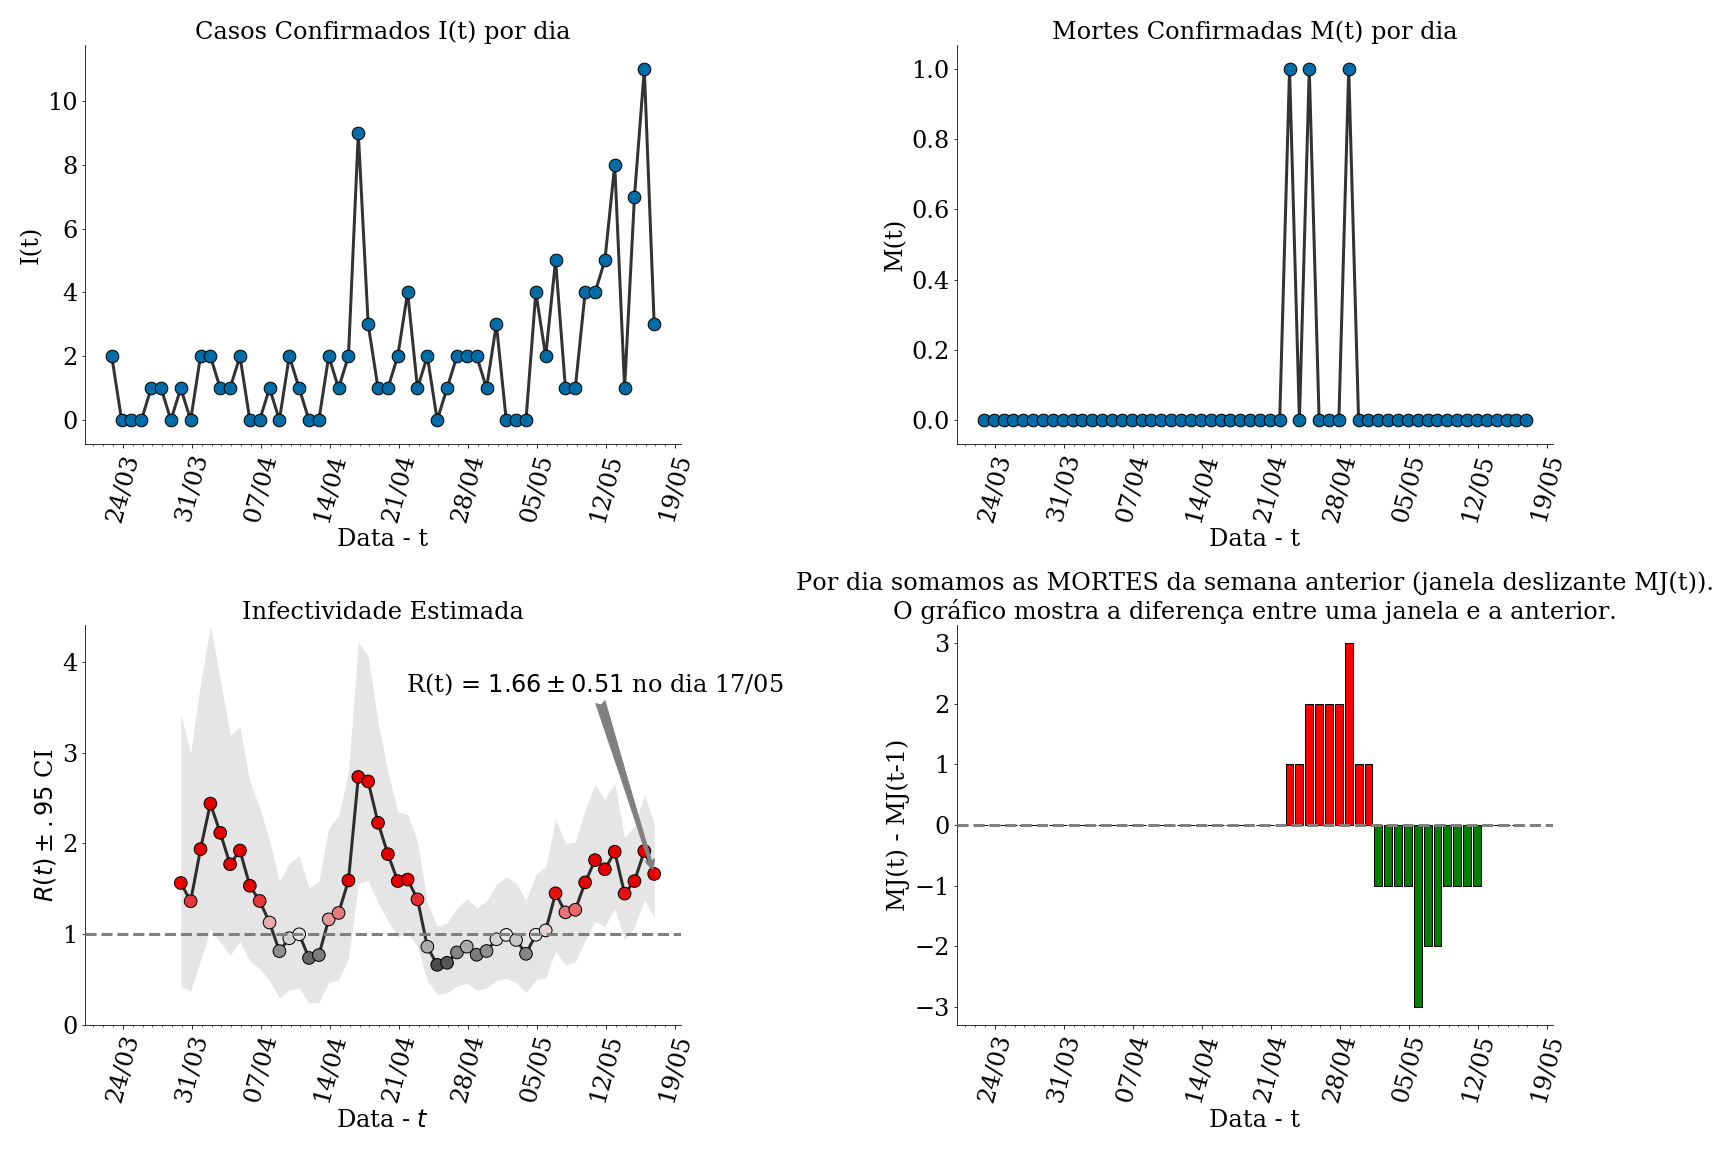 Casos Confirmados I(t) por dia
I(t)
10
8
6
4
2
0
24/03 31/03 07/04 14/04 21/04 28/04 05/05 12/05 19/05
Data - t
Mortes Confirmadas M(t) por dia
M(t)
1.0
0.8
0.6
0.4
0.2
0.0
24/03 31/03 07/04 14/04 21/04 28/04 05/05 12/05 19/05
Data - t
Infectividade Estimada
R(t) ± .95 CI
4
3
2
1
0
R(t) = 1.66 ± 0.51 no dia 17/05
24/03 31/03 07/04 14/04 21/04 28/04 05/05 12/05 19/05
Data - t
Por dia somamos as MORTES da semana anterior (janela deslizante MJ(t)).
O gráfico mostra a diferença entre uma janela e a anterior.
MJ(t) - MJ(t-1)
3
2
1
0
−1
−2
−3
24/03 31/03 07/04 14/04 21/04 28/04 05/05 12/05 19/05
Data - t